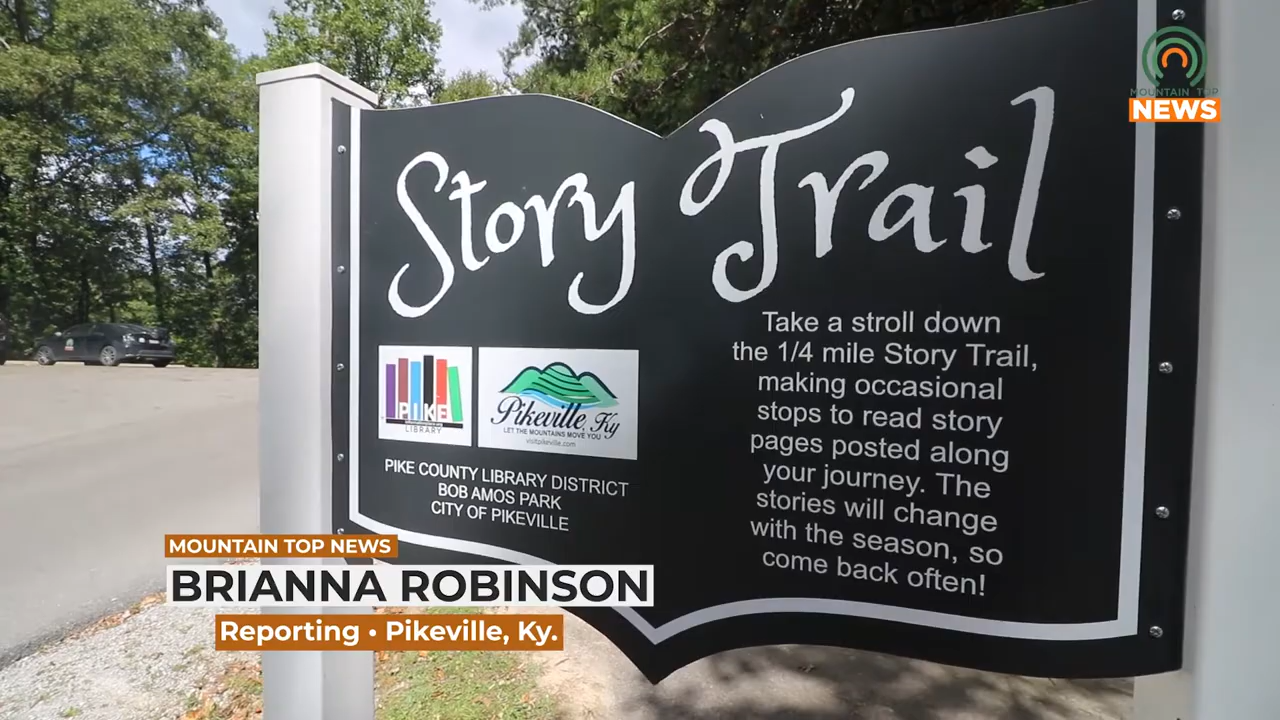 MOUNTAIN TOP
NEWS
Story Trail
PIKE
LIBRARY
Pikeville, Ky
LET THE MOUNTAINS MOVE YOU
visitpikeville.com
PIKE COUNTY LIBRARY DISTRICT
BOB AMOS PARK
CITY OF PIKEVILLE
Take a stroll down
the 1/4 mile Story Trail,
making occasional
stops to read story
pages posted along
your journey. The
stories will change
with the season, so
come back often!
MOUNTAIN TOP NEWS
BRIANNA ROBINSON
Reporting • Pikeville, Ky.